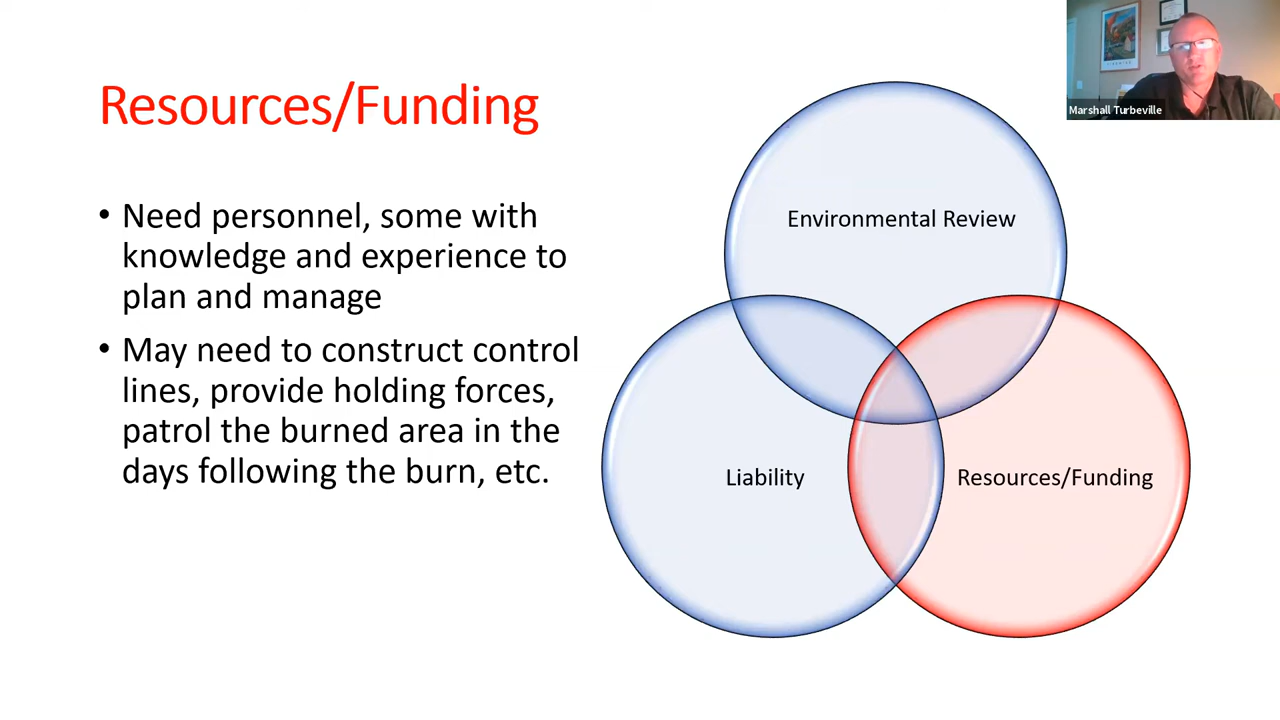 Resources/Funding
• Need personnel, some with
knowledge and experience to
plan and manage
• May need to construct control
lines, provide holding forces,
patrol the burned area in the
days following the burn, etc.
Environmental Review
Liability
Resources/Funding
Marshall Turbeville